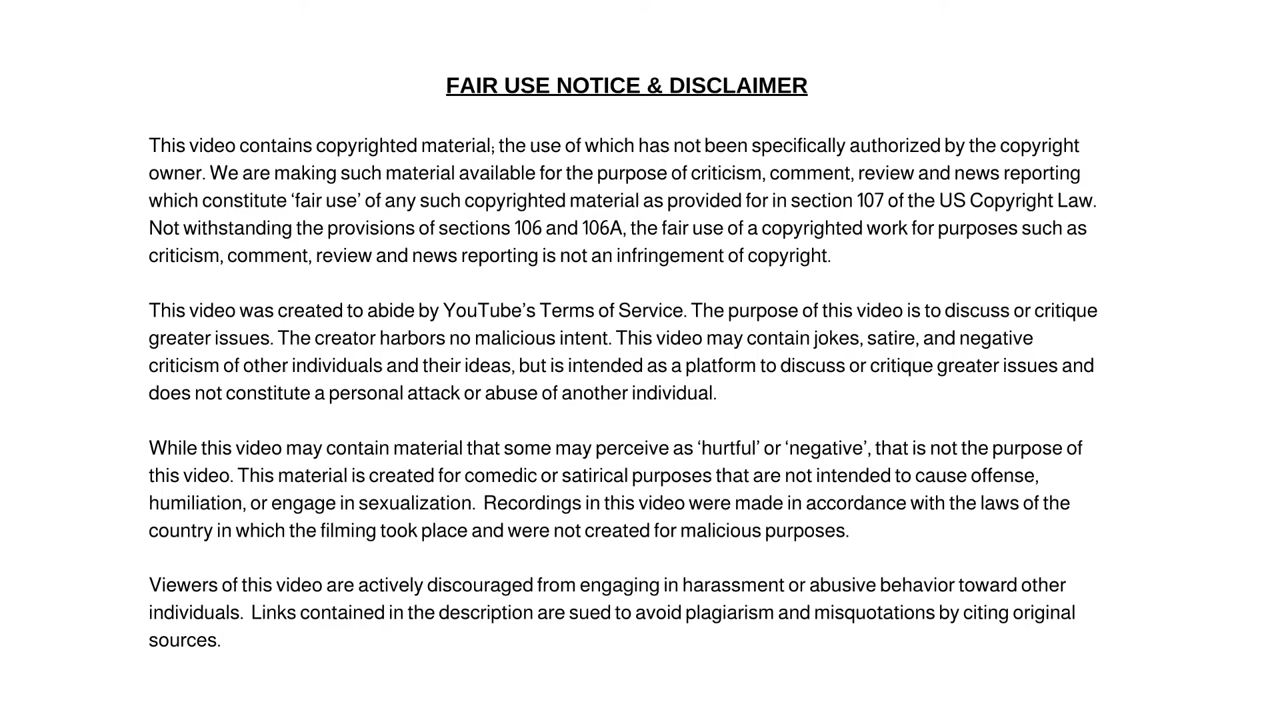 FAIR USE NOTICE & DISCLAIMER
This video contains copyrighted material; the use of which has not been specifically authorized by the copyright
owner. We are making such material available for the purpose of criticism, comment, review and news reporting
which constitute ‘fair use’ of any such copyrighted material as provided for in section 107 of the US Copyright Law.
Not withstanding the provisions of sections 106 and 106A, the fair use of a copyrighted work for purposes such as
criticism, comment, review and news reporting is not an infringement of copyright.
This video was created to abide by YouTube’s Terms of Service. The purpose of this video is to discuss or critique
greater issues. The creator harbors no malicious intent. This video may contain jokes, satire, and negative
criticism of other individuals and their ideas, but is intended as a platform to discuss or critique greater issues and
does not constitute a personal attack or abuse of another individual.
While this video may contain material that some may perceive as ‘hurtful’ or ‘negative’, that is not the purpose of
this video. This material is created for comedic or satirical purposes that are not intended to cause offense,
humiliation, or engage in sexualization.  Recordings in this video were made in accordance with the laws of the
country in which the filming took place and were not created for malicious purposes.
Viewers of this video are actively discouraged from engaging in harassment or abusive behavior toward other
individuals.  Links contained in the description are sued to avoid plagiarism and misquotations by citing original
sources.